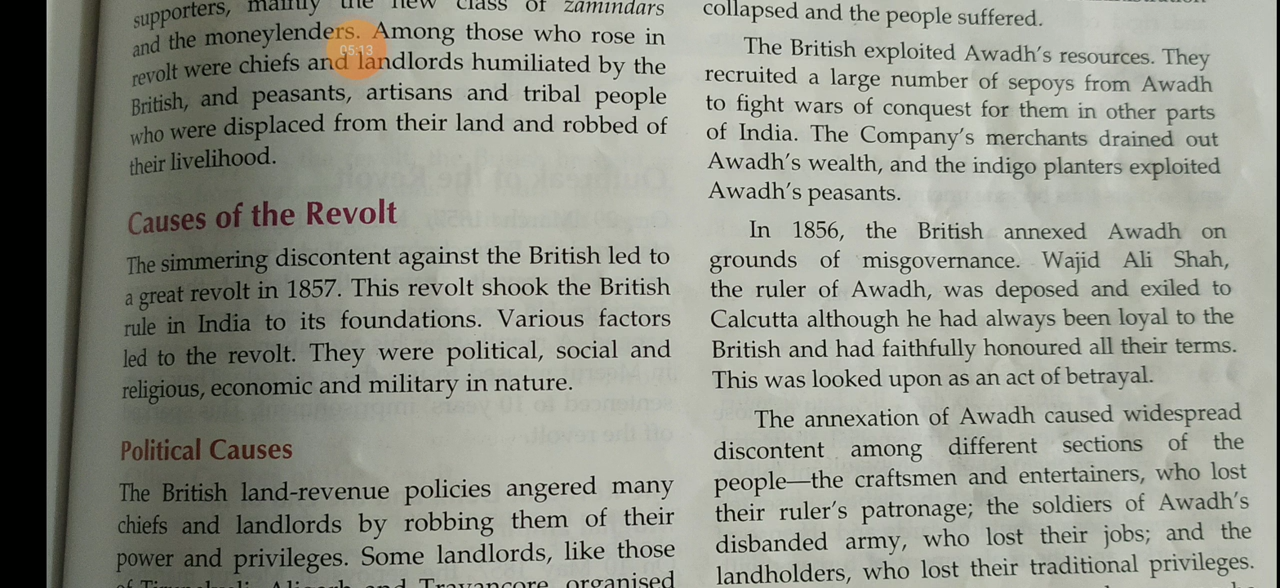 supporters, mainly the new class of zamindars
and the moneylenders. Among those who rose in
revolt were chiefs and landlords humiliated by the
British, and peasants, artisans and tribal people
who were displaced from their land and robbed of
their livelihood.
Causes of the Revolt
The simmering discontent against the British led to
a great revolt in 1857. This revolt shook the British
rule in India to its foundations. Various factors
led to the revolt. They were political, social and
religious, economic and military in nature.
Political Causes
The British land-revenue policies angered many
chiefs and landlords by robbing them of their
power and privileges. Some landlords, like those
and Travancore, organised
collapsed and the people suffered.
The British exploited Awadh's resources. They
recruited a large number of sepoys from Awadh
to fight wars of conquest for them in other parts
of India. The Company's merchants drained out
Awadh's wealth, and the indigo planters exploited
Awadh's peasants.
In 1856, the British annexed Awadh on
grounds of misgovernance. Wajid Ali Shah,
the ruler of Awadh, was deposed and exiled to
Calcutta although he had always been loyal to the
British and had faithfully honoured all their terms.
This was looked upon as an act of betrayal.
The annexation of Awadh caused widespread
discontent among different sections of the
people—the craftsmen and entertainers, who lost
their ruler's patronage; the soldiers of Awadh's
disbanded army, who lost their jobs; and the
landholders, who lost their traditional privileges.
05:13